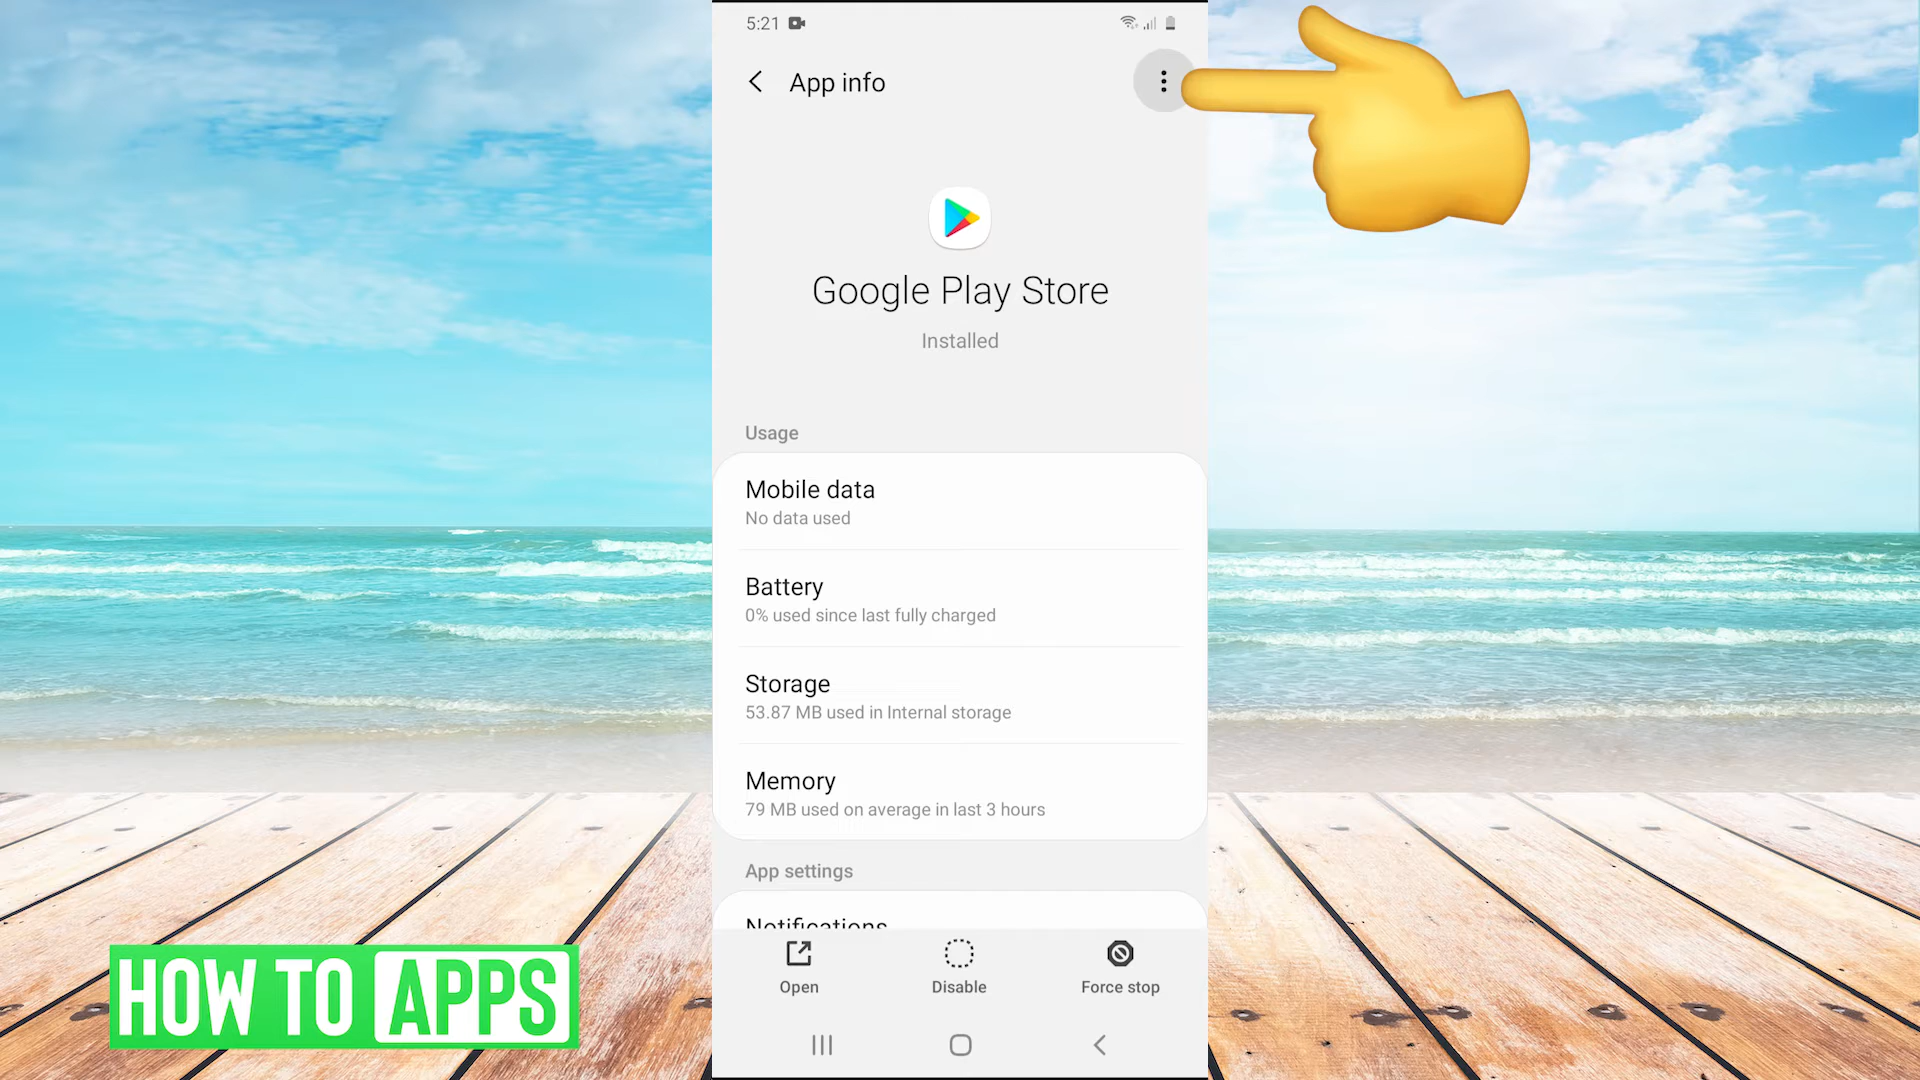 5:21
App info
Google Play Store
Installed
Usage
Mobile data
No data used
Battery
0% used since last fully charged
Storage
53.87 MB used in Internal storage
Memory
79 MB used on average in last 3 hours
App settings
Notifications
Open
Disable
Force stop
HOW TO APPS